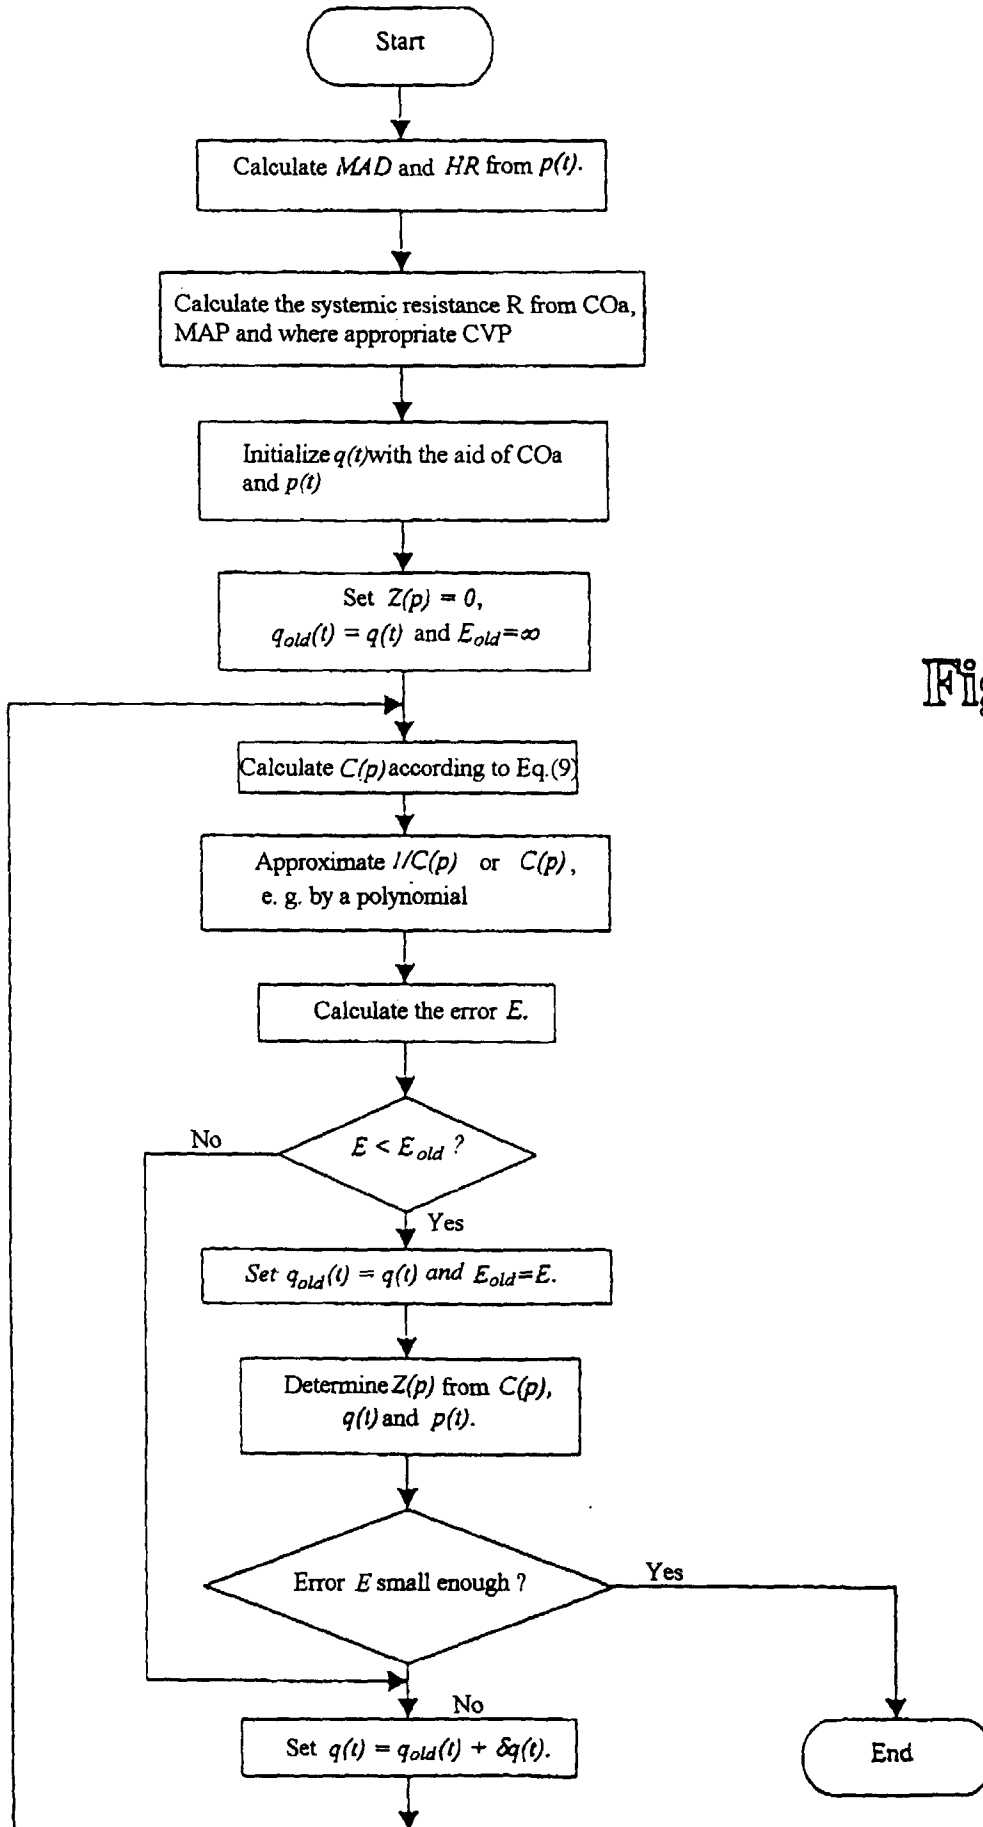 Start
Calculate MAD and HR from p(t).
Calculate the systemic resistance R from COa,
MAP and where appropriate CVP
Initialize q(t) with the aid of COa
and p(t)
Set Z(p) = 0,
q_old(t) = q(t) and E_old=∞
Fig
Calculate C(p) according to Eq.(9)
Approximate 1/C(p) or C(p),
e. g. by a polynomial
Calculate the error E.
E < E_old ?
No
Yes
Set q_old(t) = q(t) and E_old=E.
Determine Z(p) from C(p),
q(t) and p(t).
Error E small enough ?
Yes
No
Set q(t) = q_old(t) + δq(t).
End